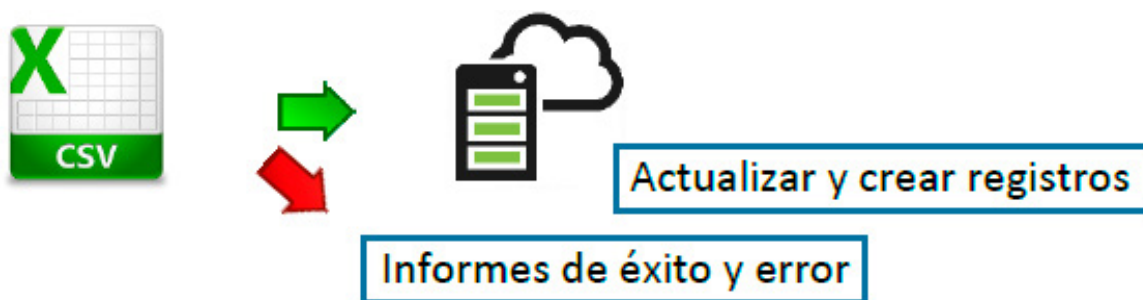 X
CSV
Actualizar y crear registros
Informes de éxito y error